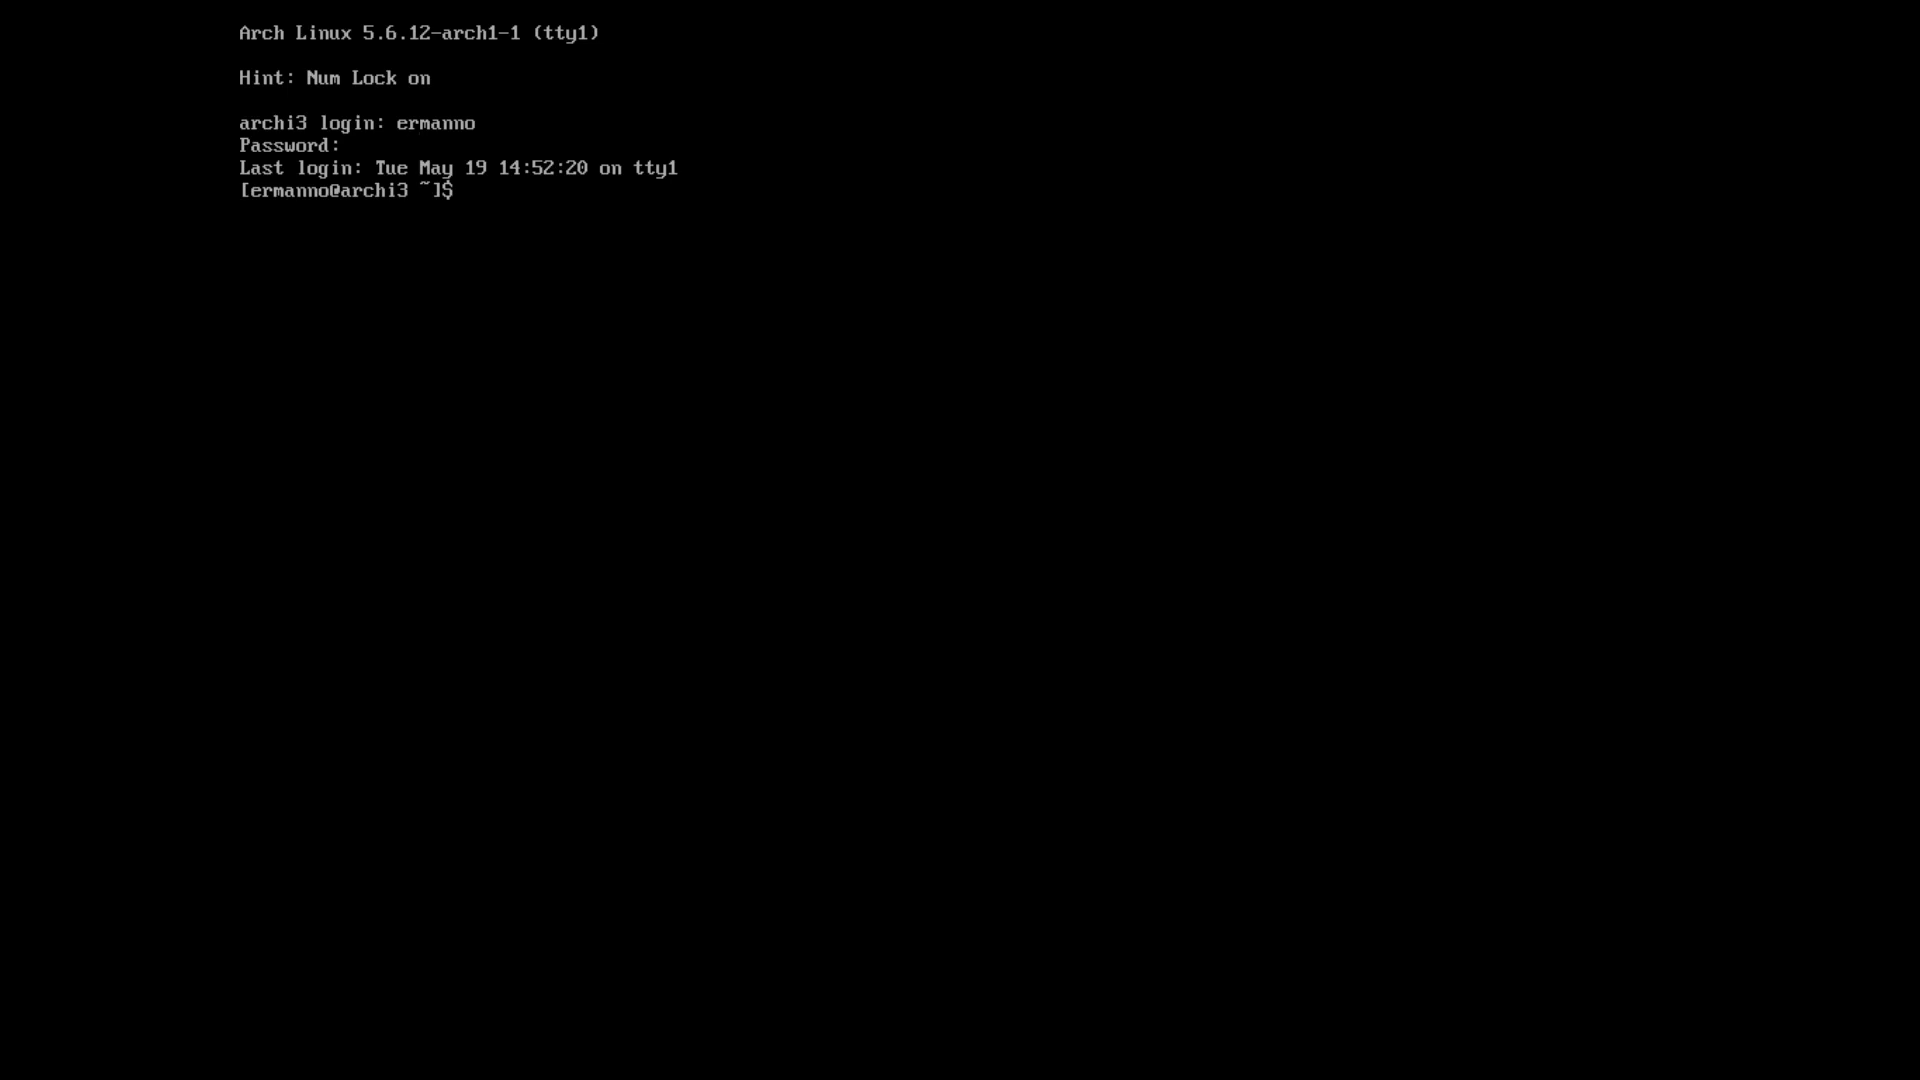 Arch Linux 5.6.12-arch1-1 (tty1)
Hint: Num Lock on
archi3 login: ermanno
Password:
Last login: Tue May 19 14:52:20 on tty1
[ermanno@archi3 ~]$